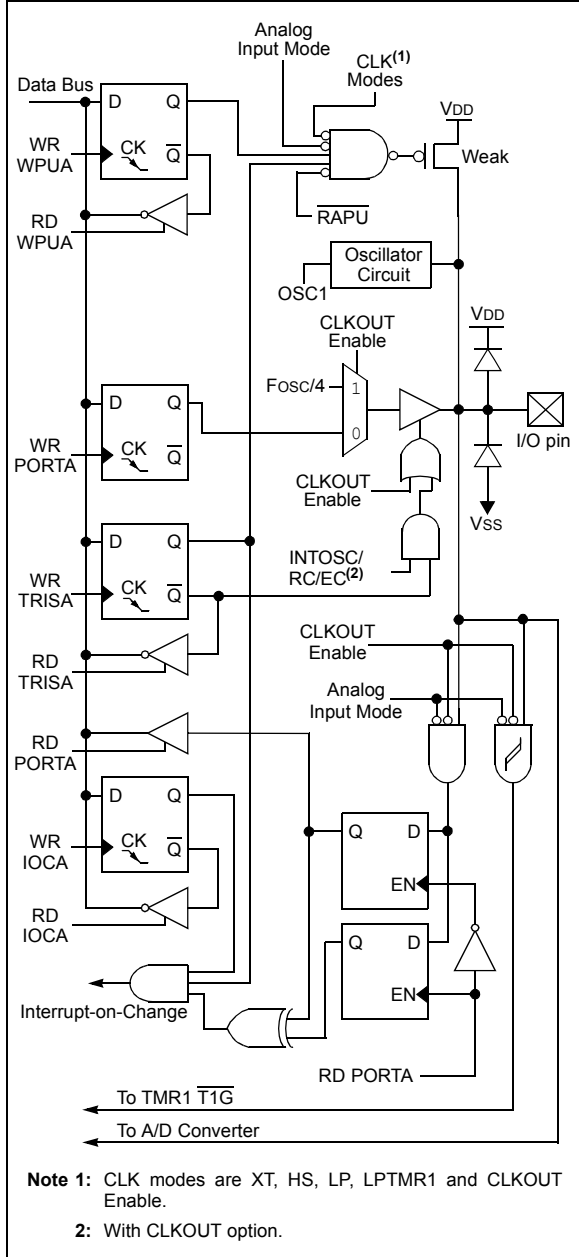 Analog
Input Mode
CLK(1)
Modes
Data Bus
D Q
VDD
WR
WPUA
CK Q
Weak
RD
WPUA
RAPU
Oscillator
Circuit
OSC1
CLKOUT
Enable
VDD
FOSC/4
1
D Q
0
I/O pin
WR
PORTA
CK Q
CLKOUT
Enable
VSS
D Q
INTOSC/
RC/EC(2)
WR
TRISA
CK Q
CLKOUT
Enable
RD
TRISA
Analog
Input Mode
RD
PORTA
D Q
Q D
WR
IOCA
CK Q
EN
RD
IOCA
Q D
Interrupt-on-Change
EN
RD PORTA
To TMR1 T1G
To A/D Converter
Note 1: CLK modes are XT, HS, LP, LPTMR1 and CLKOUT
Enable.
2: With CLKOUT option.